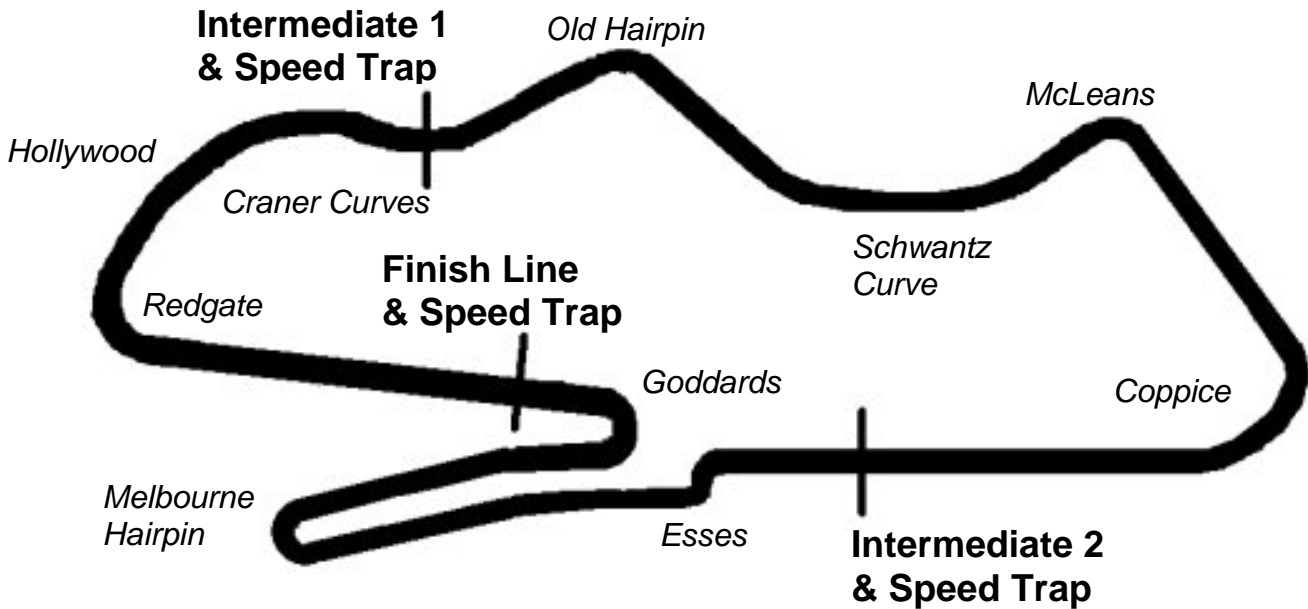 Intermediate 1
& Speed Trap
Old Hairpin
McLeans
Hollywood
Craner Curves
Schwantz
Curve
Finish Line
& Speed Trap
Redgate
Goddards
Coppice
Melbourne
Hairpin
Esses
Intermediate 2
& Speed Trap